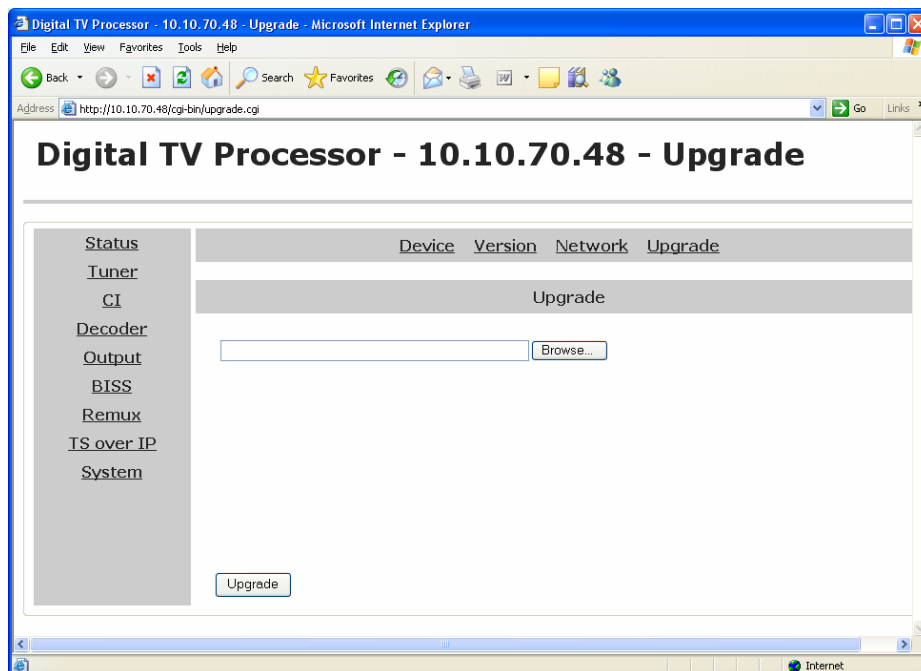 Digital TV Processor - 10.10.70.48 - Upgrade - Microsoft Internet Explorer
File Edit View Favorites Tools Help
Back Search Favorites
Address http://10.10.70.48/cgi-bin/upgrade.cgi Go Links
Digital TV Processor - 10.10.70.48 - Upgrade
Device Version Network Upgrade
Upgrade
Browse...
Status
Tuner
CI
Decoder
Output
BISS
Remux
TS over IP
System
Upgrade
Internet